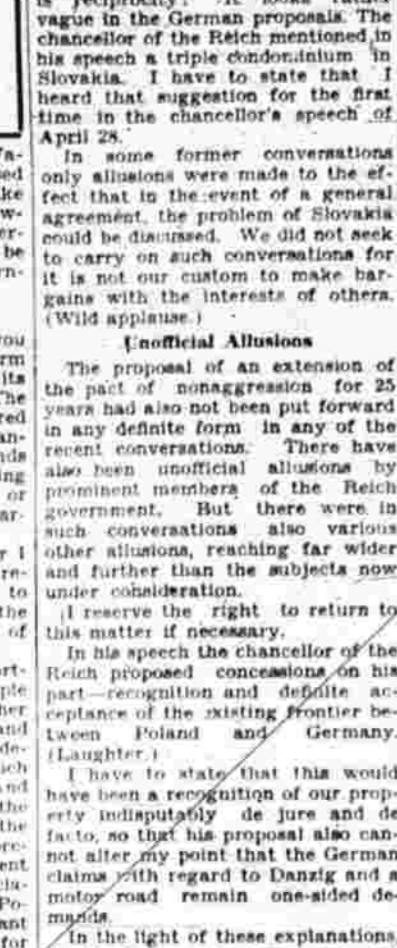 is reciprocity?
vague in the German proposals. The
chancellor of the Reich mentioned in
his speech a triple condominium in
Slovakia. I have to state that I
heard that suggestion for the first
time in the chancellor's speech of
April 28.
In some former conversations
only allusions were made to the ef-
fect that in the event of a general
agreement, the problem of Slovakia
could be discussed. We did not seek
to carry on such conversations for
it is not our custom to make bar-
gains with the interests of others.
(Wild applause.)
Unofficial Allusions
The proposal of an extension of
the pact of nonaggression for 25
years had also not been put forward
in any definite form in any of the
recent conversations. There have
also been unofficial allusions by
prominent members of the Reich
government. But there were in
such conversations also various
other allusions, reaching far wider
and further than the subjects now
under consideration.
I reserve the right to return to
this matter if necessary.
In his speech the chancellor of the
Reich proposed concessions on his
part—recognition and definite ac-
ceptance of the existing frontier be-
tween Poland and Germany.
(Laughter.)
I have to state that this would
have been a recognition of our prop-
erty indisputably de jure and de
facto, so that his proposal also can-
not alter my point that the German
claims with regard to Danzig and a
motor road remain one-sided de-
mands.
In the light of these explanations